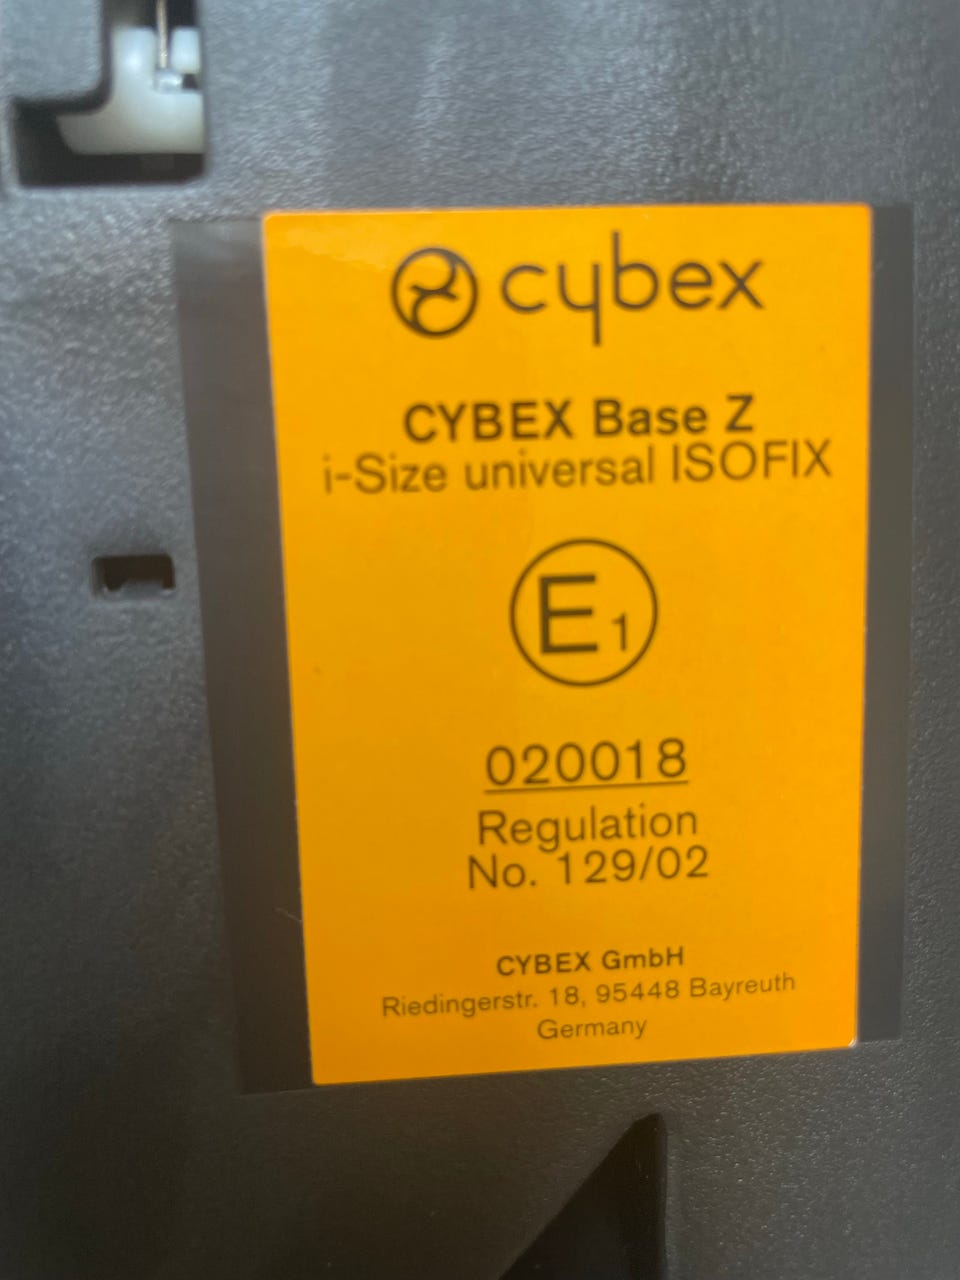 cybex
CYBEX Base Z
i-Size universal ISOFIX
E1
020018
Regulation
No. 129/02
CYBEX GmbH
Riedingerstr. 18, 95448 Bayreuth
Germany